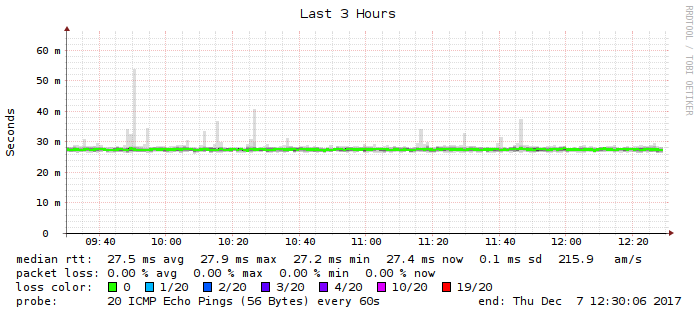 Last 3 Hours
RRDTOOL / TOBI OETIKER
Seconds
60 m
50 m
40 m
30 m
20 m
10 m
0
09:40 10:00 10:20 10:40 11:00 11:20 11:40 12:00 12:20
median rtt: 27.5 ms avg 27.9 ms max 27.2 ms min 27.4 ms now 0.1 ms sd 215.9 am/s
packet loss: 0.00 % avg 0.00 % max 0.00 % min 0.00 % now
loss color: 0 1/20 2/20 3/20 4/20 10/20 19/20
probe: 20 ICMP Echo Pings (56 Bytes) every 60s end: Thu Dec 7 12:30:06 2017